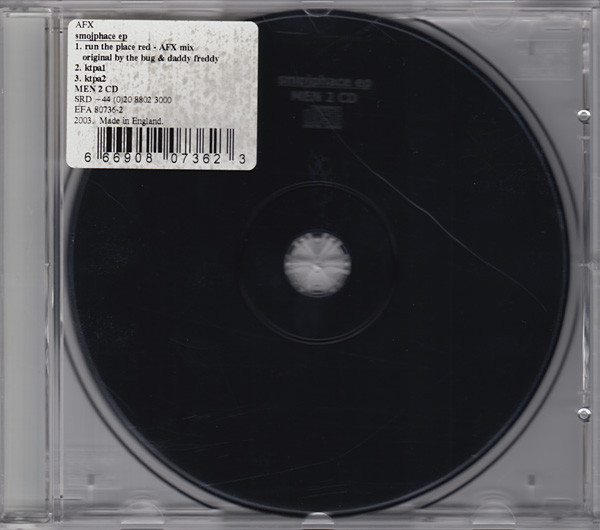 AFX
smojphace ep
1. run the place red - AFX mix
original by the bug & daddy freddy
2. ktpa1
3. ktpa2
MEN 2 CD
SRD +44 (0)20 8802 3000
EFA 80736-2
2003. Made in England.
6 66908 07362 3
smojphace ep
MEN 2 CD